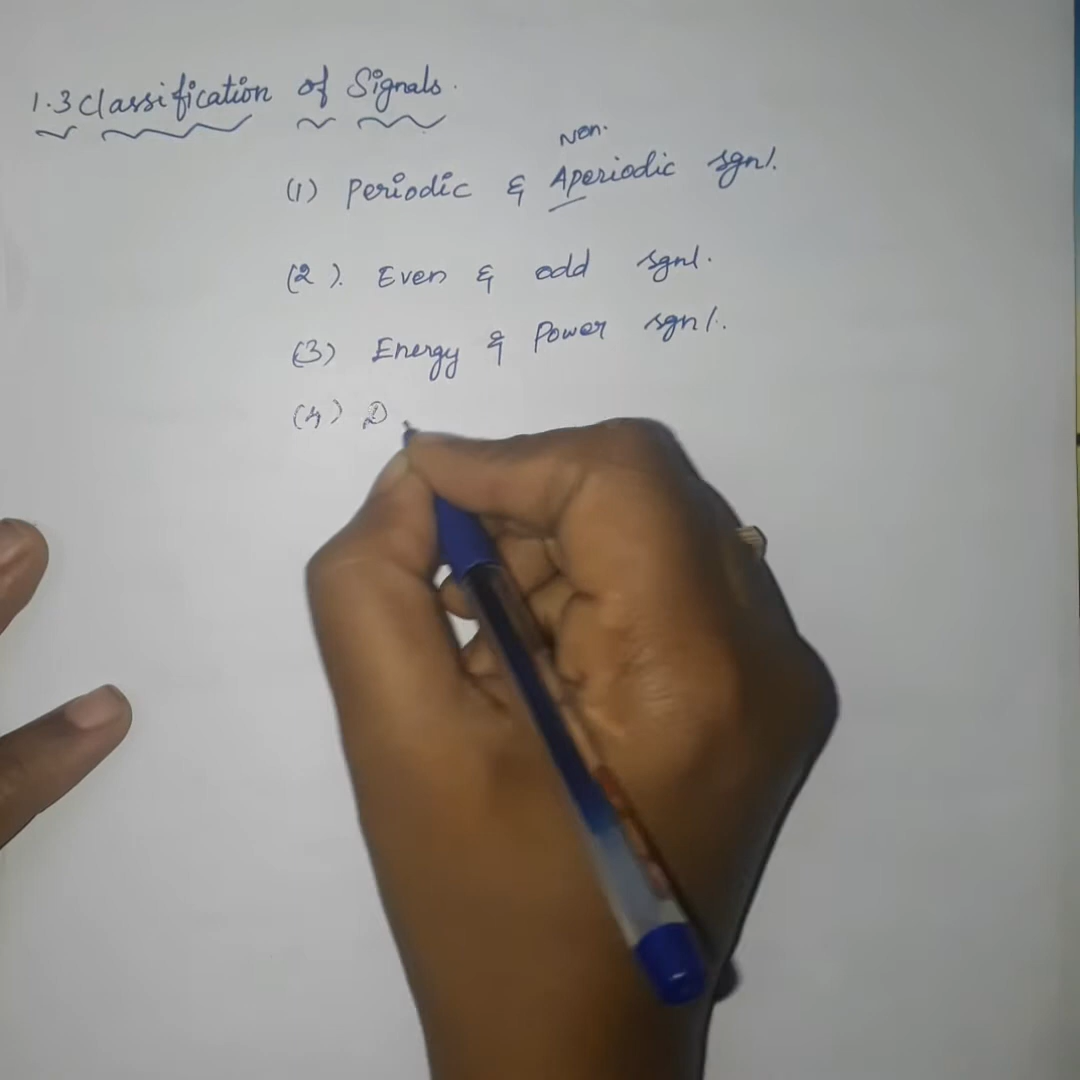 1.3 Classification of Signals.
Non.
(1) Periodic & Aperiodic sgnl.
(2). Even & odd sgnl.
(3) Energy & Power sgnl.
(4) D